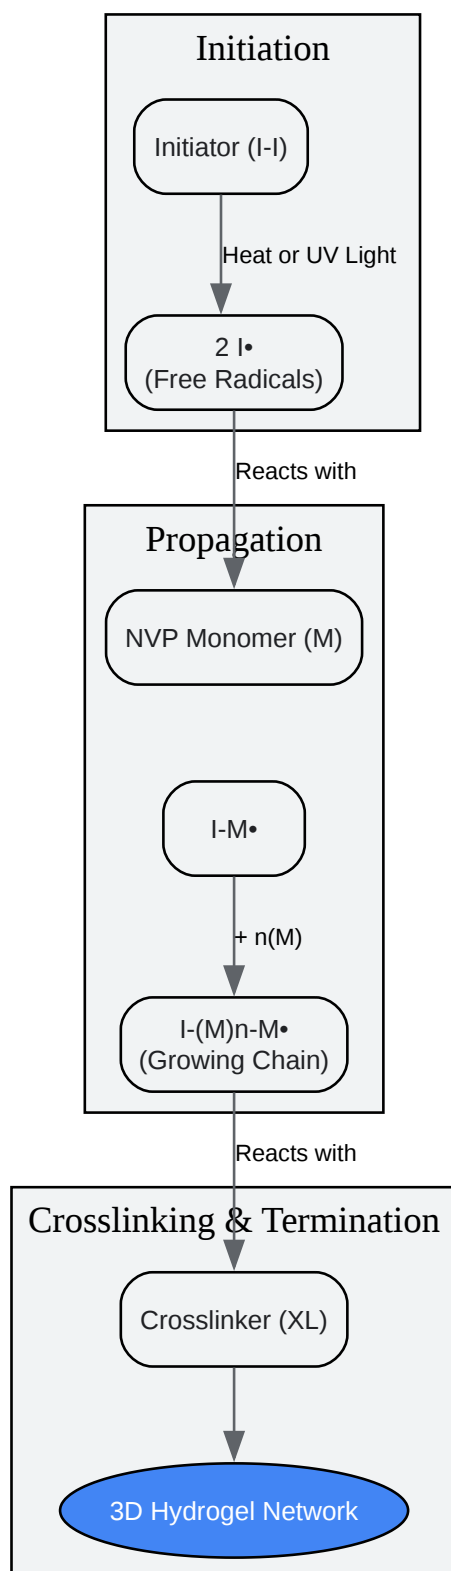 Initiation
Initiator (I-I)
Heat or UV Light
2 I•
(Free Radicals)
Reacts with
Propagation
NVP Monomer (M)
I-M•
+ n(M)
I-(M)n-M•
(Growing Chain)
Reacts with
Crosslinking & Termination
Crosslinker (XL)
3D Hydrogel Network